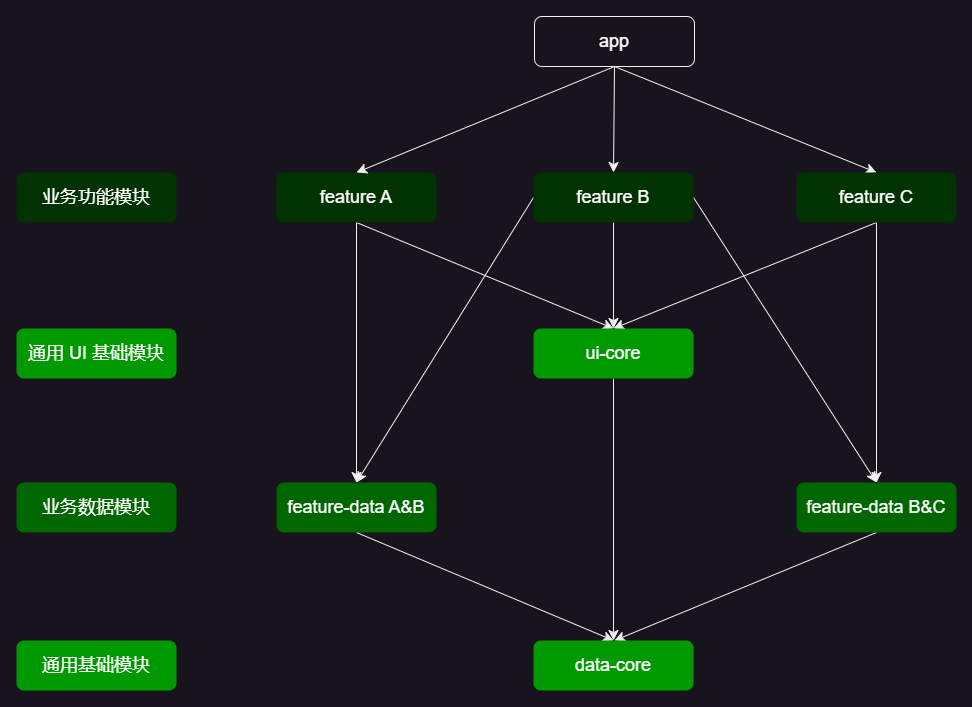 app
业务功能模块
feature A
feature B
feature C
通用 UI 基础模块
ui-core
业务数据模块
feature-data A&B
feature-data B&C
通用基础模块
data-core